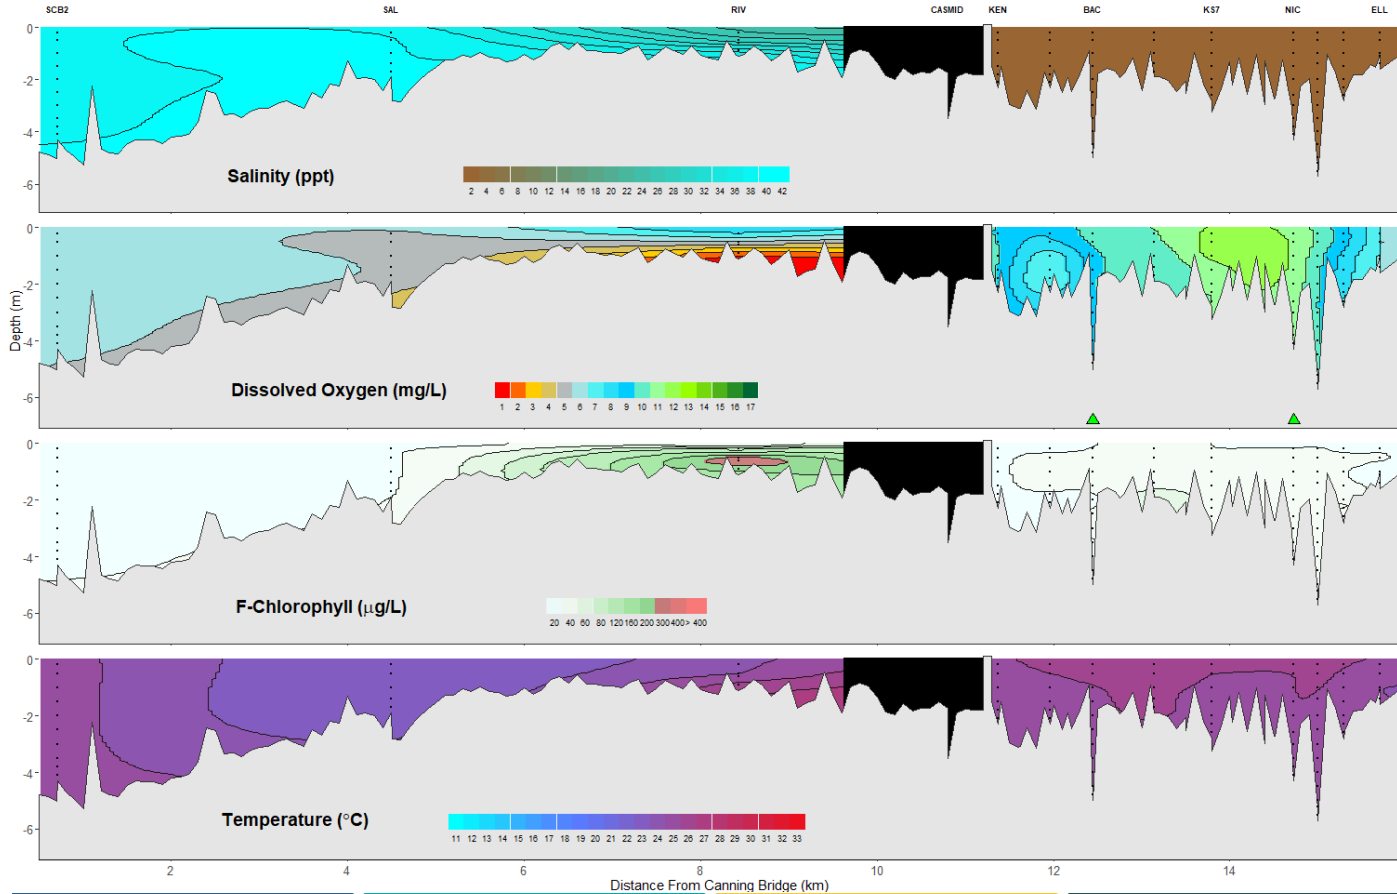 SCB2 SAL RIV CASMID KEN BAC KS7 NIC ELL
0
-2
-4
-6
Salinity (ppt)
2 4 6 8 10 12 14 16 18 20 22 24 26 28 30 32 34 36 38 40 42
Depth (m)
0
-2
-4
-6
Dissolved Oxygen (mg/L)
1 2 3 4 5 6 7 8 9 10 11 12 13 14 15 16 17
0
-2
-4
-6
F-Chlorophyll (µg/L)
20 40 60 80 120 160 200 300 400 > 400
0
-2
-4
-6
Temperature (°C)
11 12 13 14 15 16 17 18 19 20 21 22 23 24 25 26 27 28 29 30 31 32 33
2 4 6 8 10 12 14
Distance From Canning Bridge (km)